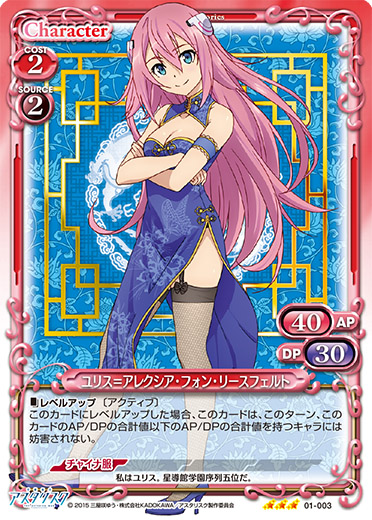 Character
COST
2
SOURCE
2
40 AP
DP 30
ユリス＝アレクシア・フォン・リースフェルト
■レベルアップ 〔アクティブ〕
このカードにレベルアップした場合、このカードは、このターン、このカ
ードのAP/DPの合計値以下のAP/DPの合計値を持つキャラには
妨害されない。
チャイナ服
私はユリス。星導館学園序列五位だ。
アスタリスク
© 2015 三屋咲ゆう・株式会社KADOKAWA／アスタリスク製作委員会
01-003